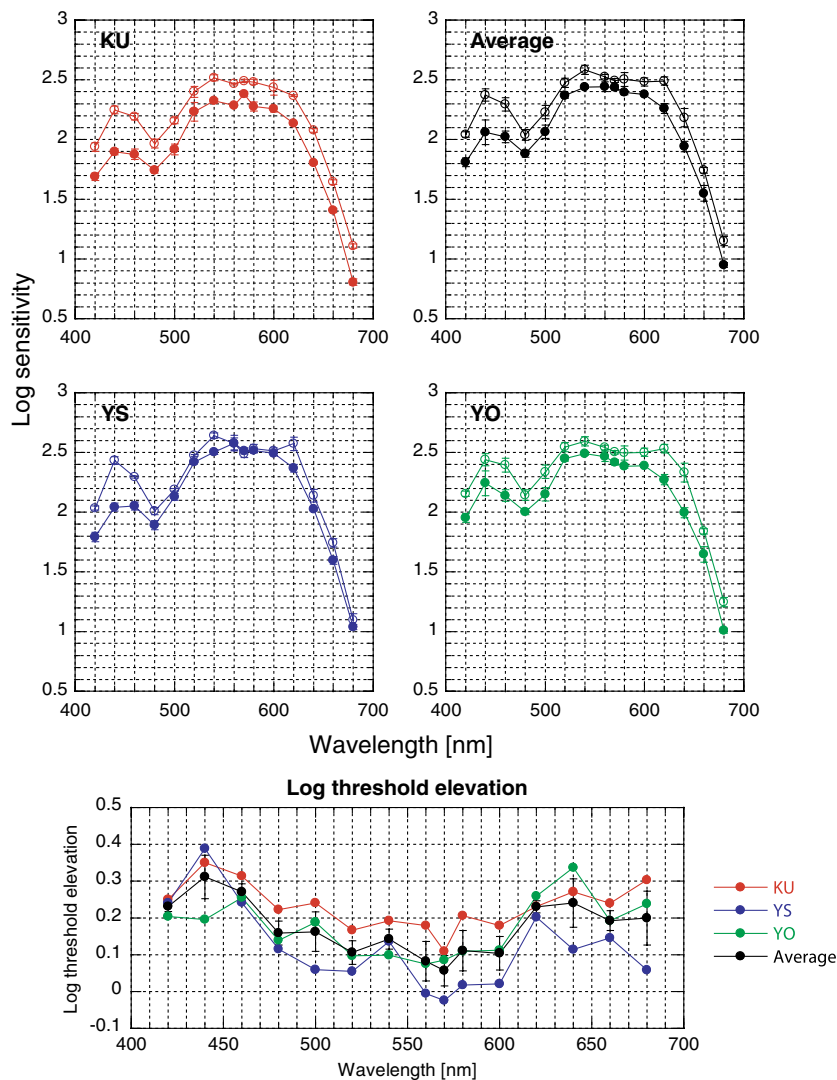 KU
Average
3
2.5
2
1.5
1
0.5
3
2.5
2
1.5
1
0.5
400 500 600 700
400 500 600 700
Log sensitivity
YS
YO
3
2.5
2
1.5
1
0.5
3
2.5
2
1.5
1
0.5
400 500 600 700
400 500 600 700
Wavelength [nm]
Log threshold elevation
Log threshold elevation
0.5
0.4
0.3
0.2
0.1
0
-0.1
400 450 500 550 600 650 700
Wavelength [nm]
KU
YS
YO
Average